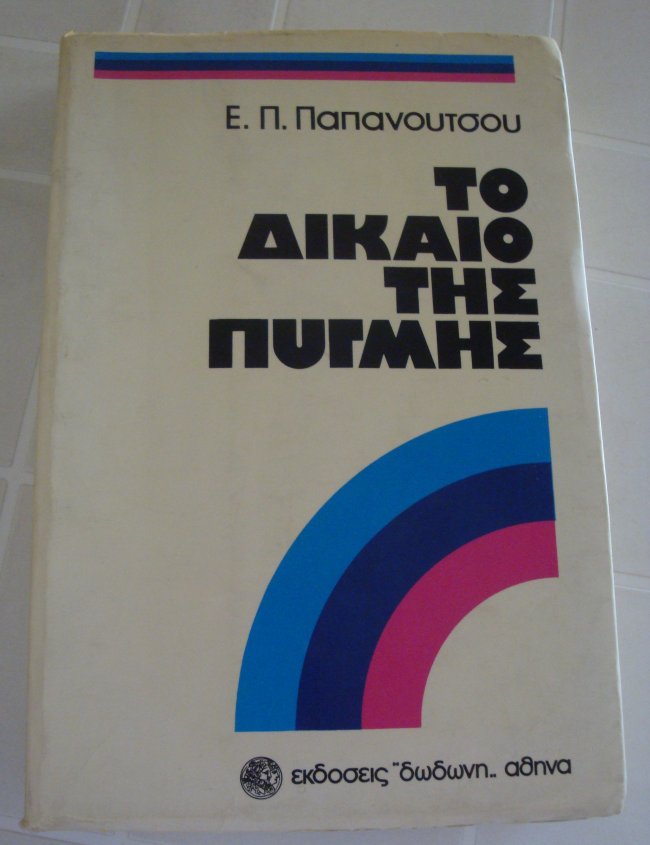 Ε. Π. Παπανουτσου
ΤΟ
ΔΙΚΑΙΟ
ΤΗΣ
ΠΥΓΜΗΣ
εκδοσεις "δωδωνη,, αθηνα